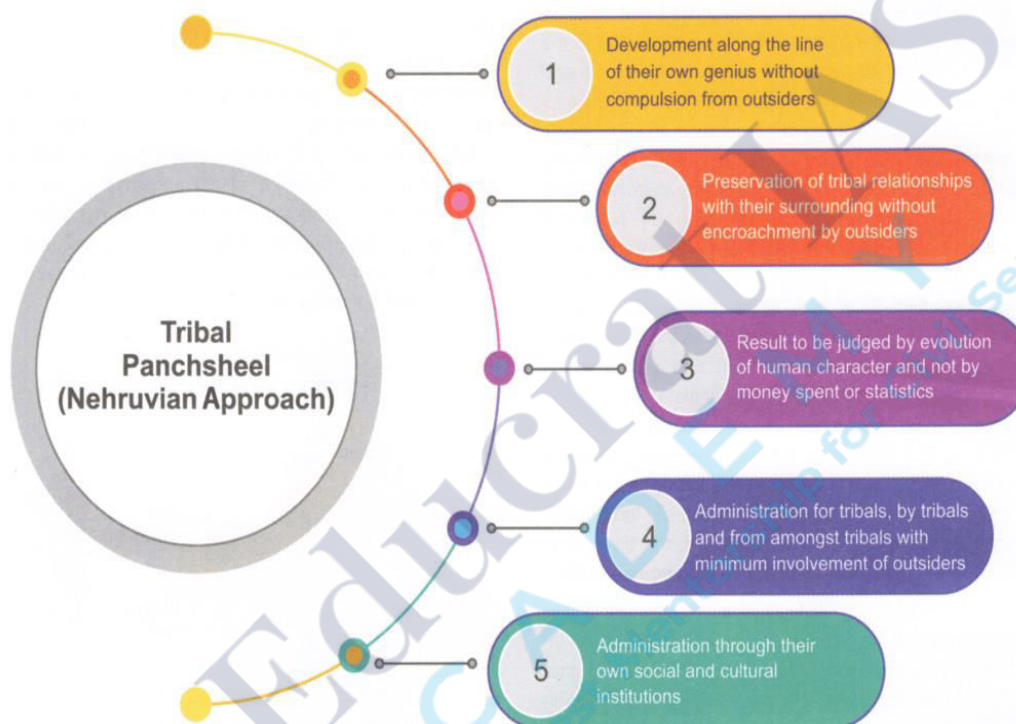 Tribal
Panchsheel
(Nehruvian Approach)
1
Development along the line
of their own genius without
compulsion from outsiders
2
Preservation of tribal relationships
with their surrounding without
encroachment by outsiders
3
Result to be judged by evolution
of human character and not by
money spent or statistics
4
Administration for tribals, by tribals
and from amongst tribals with
minimum involvement of outsiders
5
Administration through their
own social and cultural
institutions
Educrat IAS